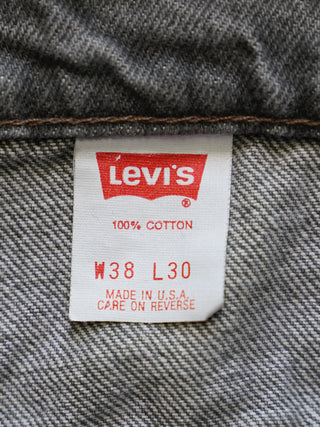 Levi's
®
100% COTTON
W38 L30
MADE IN U.S.A.
CARE ON REVERSE